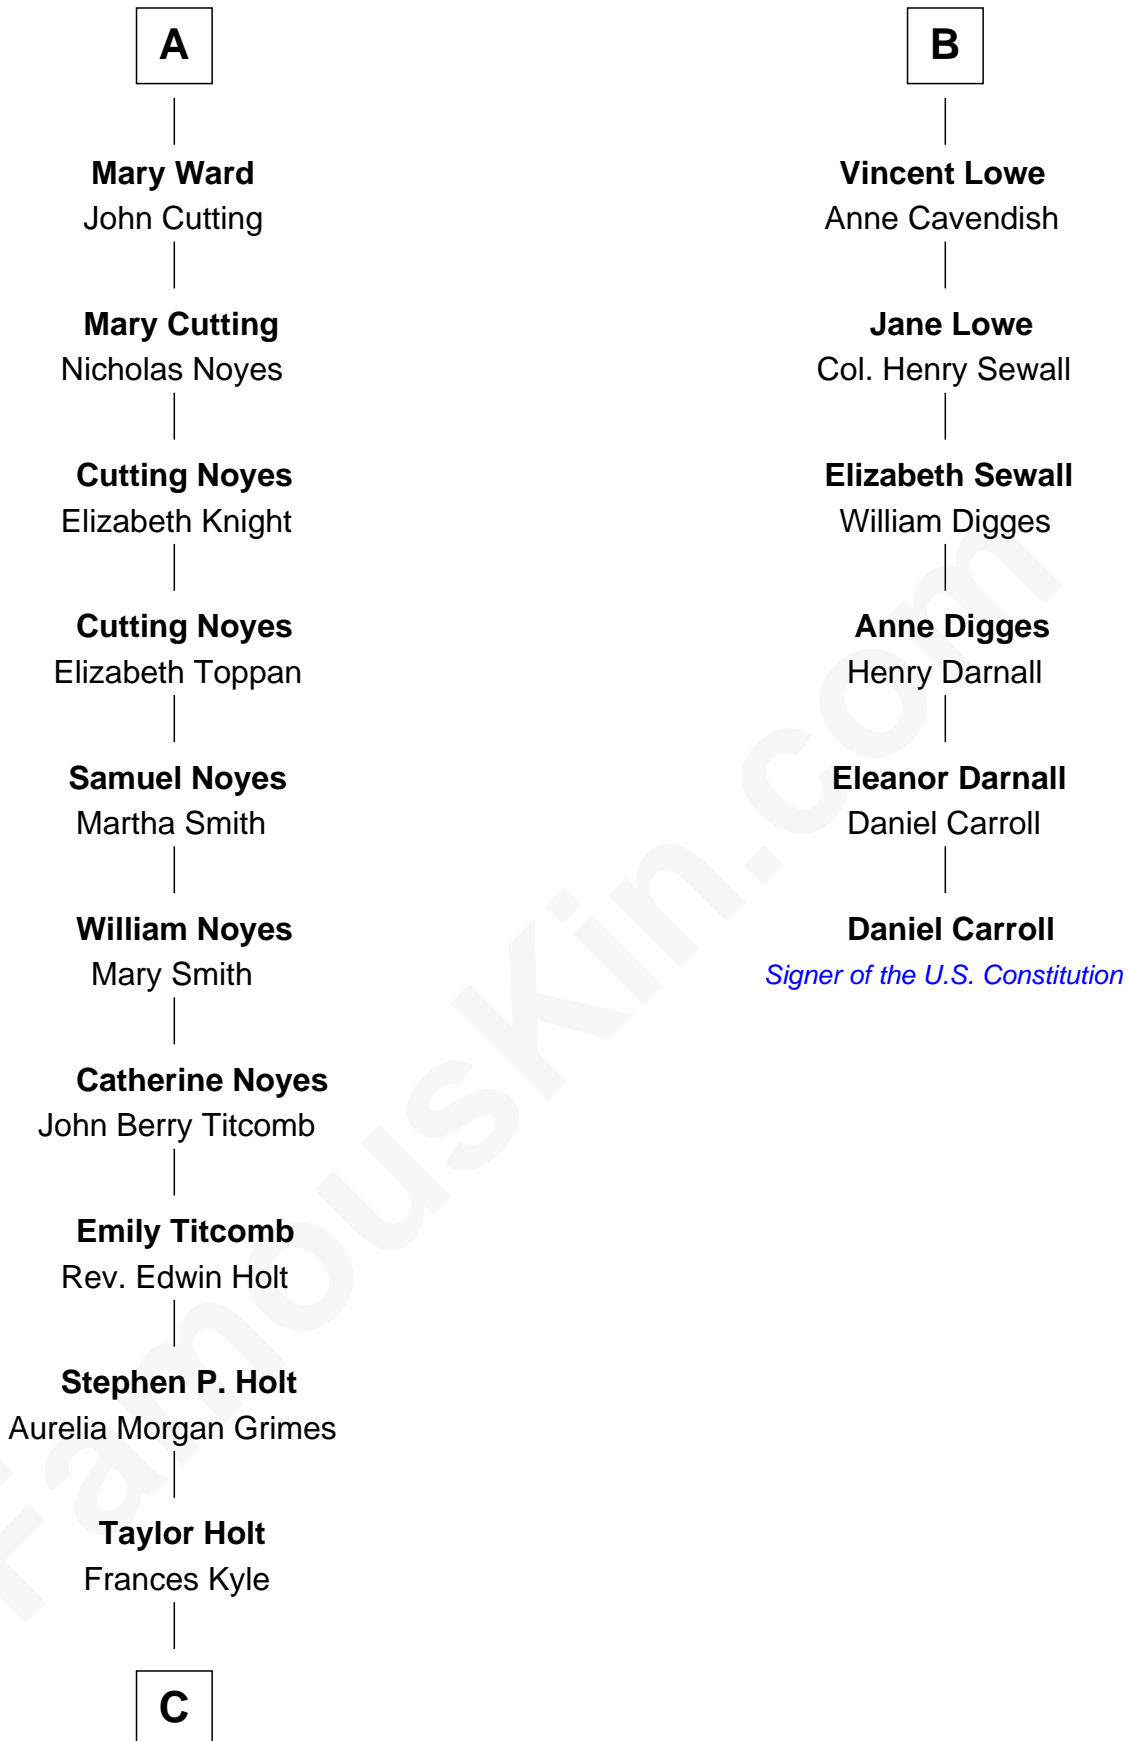 A
Mary Ward
John Cutting
Mary Cutting
Nicholas Noyes
Cutting Noyes
Elizabeth Knight
Cutting Noyes
Elizabeth Toppan
Samuel Noyes
Martha Smith
William Noyes
Mary Smith
Catherine Noyes
John Berry Titcomb
Emily Titcomb
Rev. Edwin Holt
Stephen P. Holt
Aurelia Morgan Grimes
Taylor Holt
Frances Kyle
C
B
Vincent Lowe
Anne Cavendish
Jane Lowe
Col. Henry Sewall
Elizabeth Sewall
William Digges
Anne Digges
Henry Darnall
Eleanor Darnall
Daniel Carroll
Daniel Carroll
Signer of the U.S. Constitution
FamousKin.com